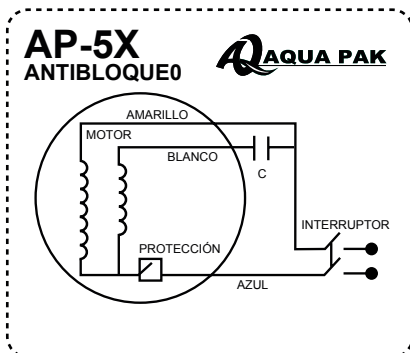 AP-5X
ANTIBLOQUE0
AQUA PAK
AMARILLO
MOTOR
BLANCO
C
INTERRUPTOR
PROTECCIÓN
AZUL